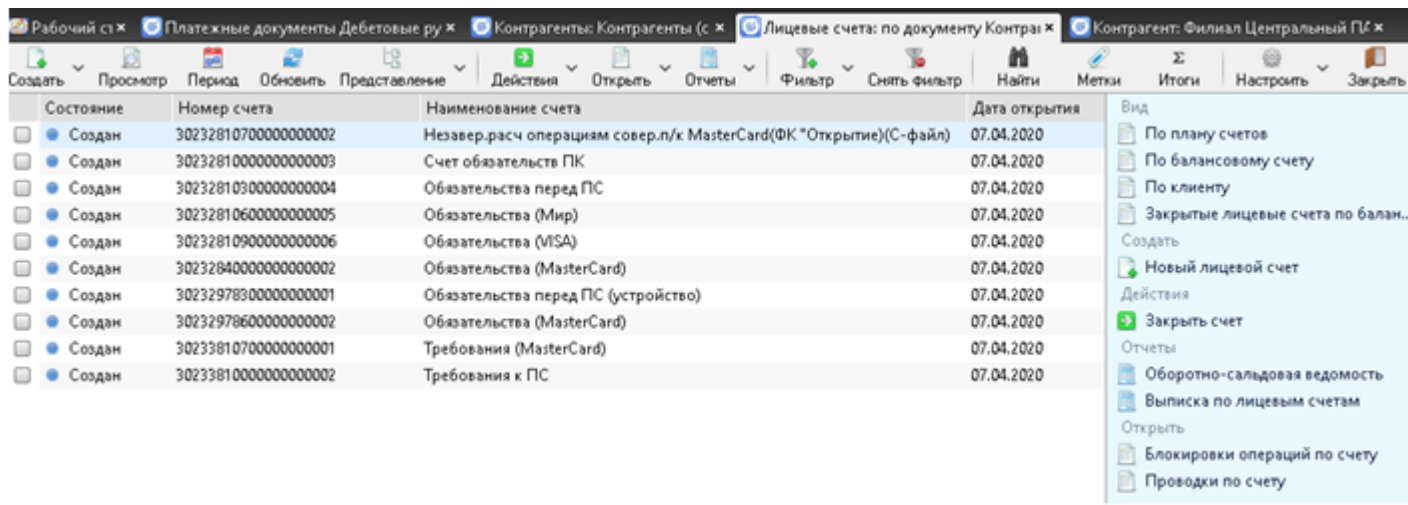 Рабочий ст Платежные документы Дебетовые ру Контрагенты: Контрагенты (с Лицевые счета: по документу Контраг Контрагент: Филиал Центральный ПА
Создать Просмотр Период Обновить Представление Действия Открыть Отчеты Фильтр Снять фильтр Найти Метки Итоги Настроить Закрыть
Состояние Номер счета Наименование счета Дата открытия
Создан 30232810700000000002 Незавер.расч операциям совер.п/к MasterCard(ФК "Открытие)(С-файл) 07.04.2020
Создан 30232810000000000003 Счет обязательств ПК 07.04.2020
Создан 30232810300000000004 Обязательства перед ПС 07.04.2020
Создан 30232810600000000005 Обязательства (Мир) 07.04.2020
Создан 30232810900000000006 Обязательства (VISA) 07.04.2020
Создан 30232840000000000002 Обязательства (MasterCard) 07.04.2020
Создан 30232978300000000001 Обязательства перед ПС (устройство) 07.04.2020
Создан 30232978600000000002 Обязательства (MasterCard) 07.04.2020
Создан 30233810700000000001 Требования (MasterCard) 07.04.2020
Создан 30233810000000000002 Требования к ПС 07.04.2020
Вид
По плану счетов
По балансовому счету
По клиенту
Закрытые лицевые счета по балан..
Создать
Новый лицевой счет
Действия
Закрыть счет
Отчеты
Оборотно-сальдовая ведомость
Выписка по лицевым счетам
Открыть
Блокировки операций по счету
Проводки по счету